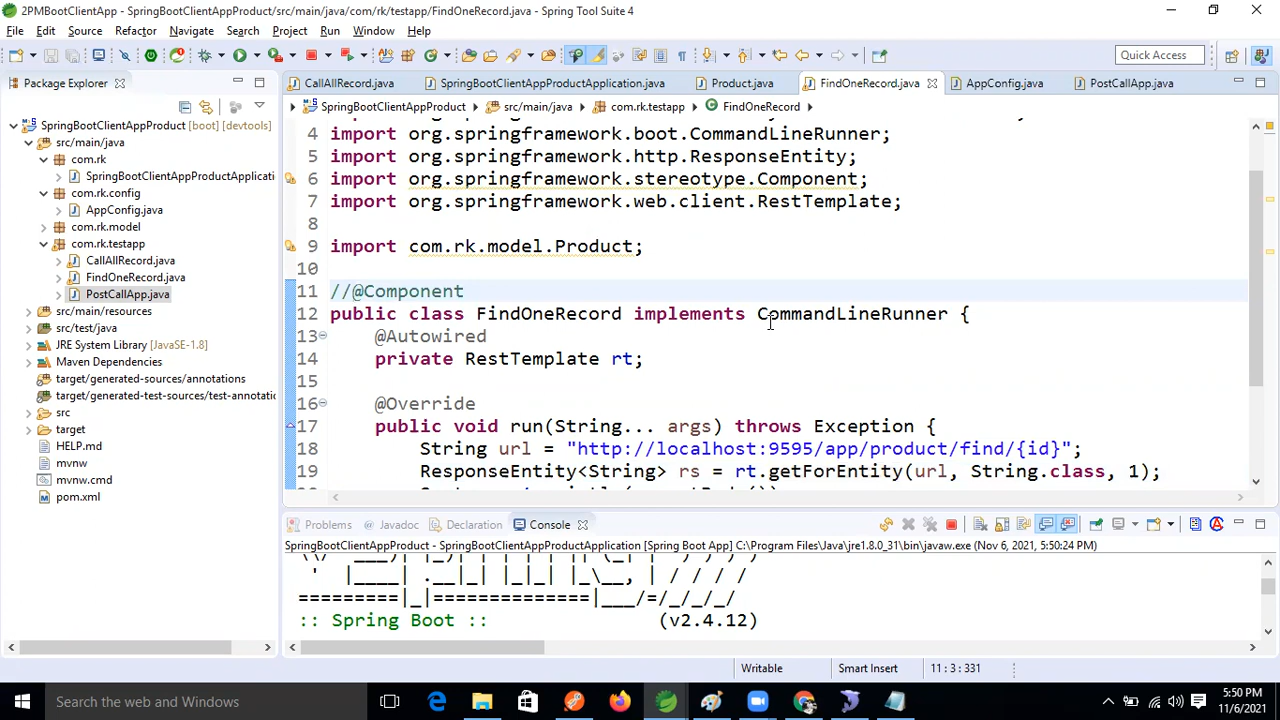 2PMBootClientApp - SpringBootClientAppProduct/src/main/java/com/rk/testapp/FindOneRecord.java - Spring Tool Suite 4
File Edit Source Refactor Navigate Search Project Run Window Help
Quick Access
Package Explorer
CallAllRecord.java SpringBootClientAppProductApplication.java Product.java FindOneRecord.java AppConfig.java PostCallApp.java
SpringBootClientAppProduct src/main/java com.rk.testapp FindOneRecord
SpringBootClientAppProduct [boot] [devtools]
src/main/java
com.rk
SpringBootClientAppProductApplicati
com.rk.config
AppConfig.java
com.rk.model
com.rk.testapp
CallAllRecord.java
FindOneRecord.java
PostCallApp.java
src/main/resources
src/test/java
JRE System Library [JavaSE-1.8]
Maven Dependencies
target/generated-sources/annotations
target/generated-test-sources/test-annotatio
src
target
HELP.md
mvnw
mvnw.cmd
pom.xml
4 import org.springframework.boot.CommandLineRunner;
5 import org.springframework.http.ResponseEntity;
6 import org.springframework.stereotype.Component;
7 import org.springframework.web.client.RestTemplate;
8
9 import com.rk.model.Product;
10
11 //@Component
12 public class FindOneRecord implements CommandLineRunner {
13 @Autowired
14 private RestTemplate rt;
15
16 @Override
17 public void run(String... args) throws Exception {
18 String url = "http://localhost:9595/app/product/find/{id}";
19 ResponseEntity<String> rs = rt.getForEntity(url, String.class, 1);
Problems Javadoc Declaration Console
SpringBootClientAppProduct - SpringBootClientAppProductApplication [Spring Boot App] C:\Program Files\Java\jre1.8.0_31\bin\javaw.exe (Nov 6, 2021, 5:50:24 PM)
:: Spring Boot :: (v2.4.12)
Writable Smart Insert 11:3:331
Search the web and Windows
5:50 PM
11/6/2021